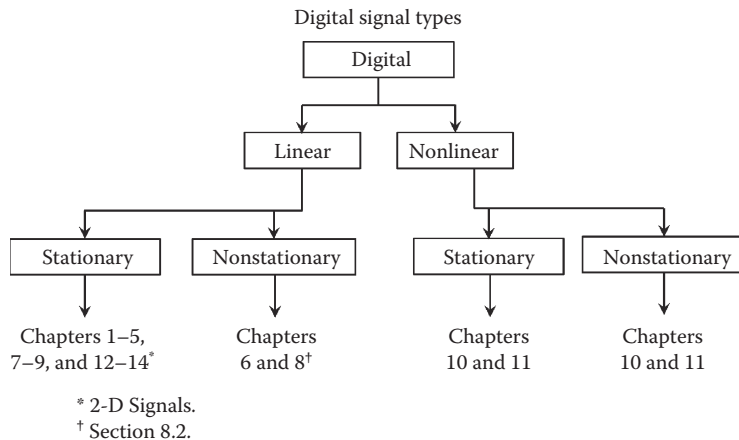 Digital signal types
Digital
Linear
Nonlinear
Stationary
Nonstationary
Stationary
Nonstationary
Chapters 1–5,
7–9, and 12–14*
Chapters
6 and 8†
Chapters
10 and 11
Chapters
10 and 11
* 2-D Signals.
† Section 8.2.